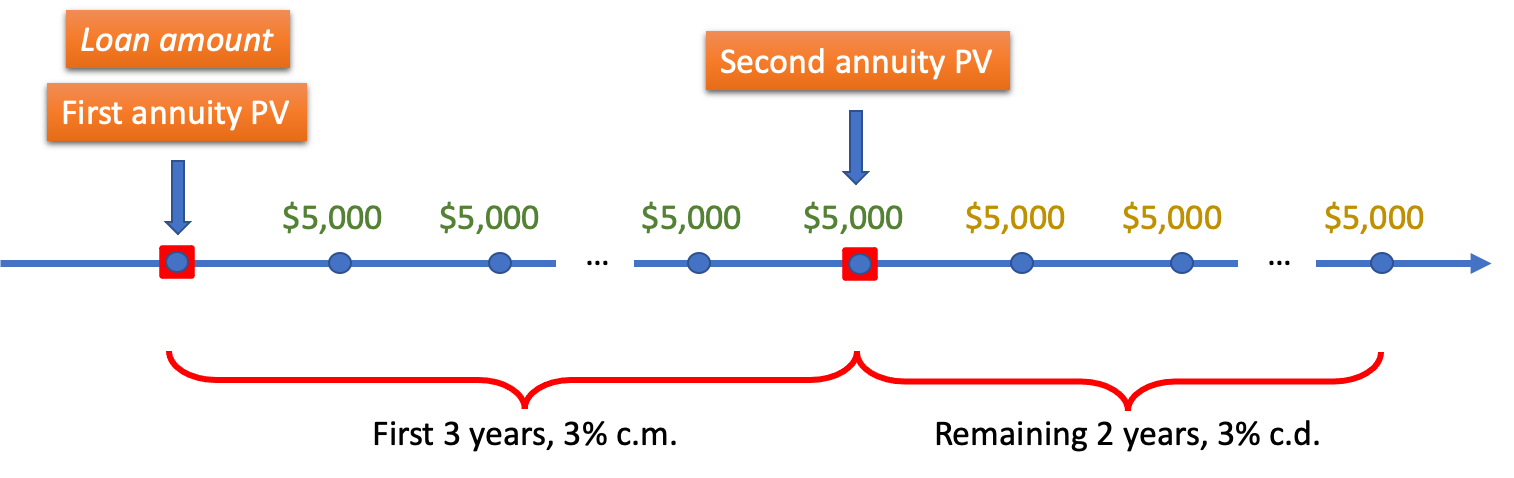 Loan amount
First annuity PV
Second annuity PV
$5,000 $5,000 ... $5,000 $5,000 $5,000 $5,000 ... $5,000
First 3 years, 3% c.m.
Remaining 2 years, 3% c.d.